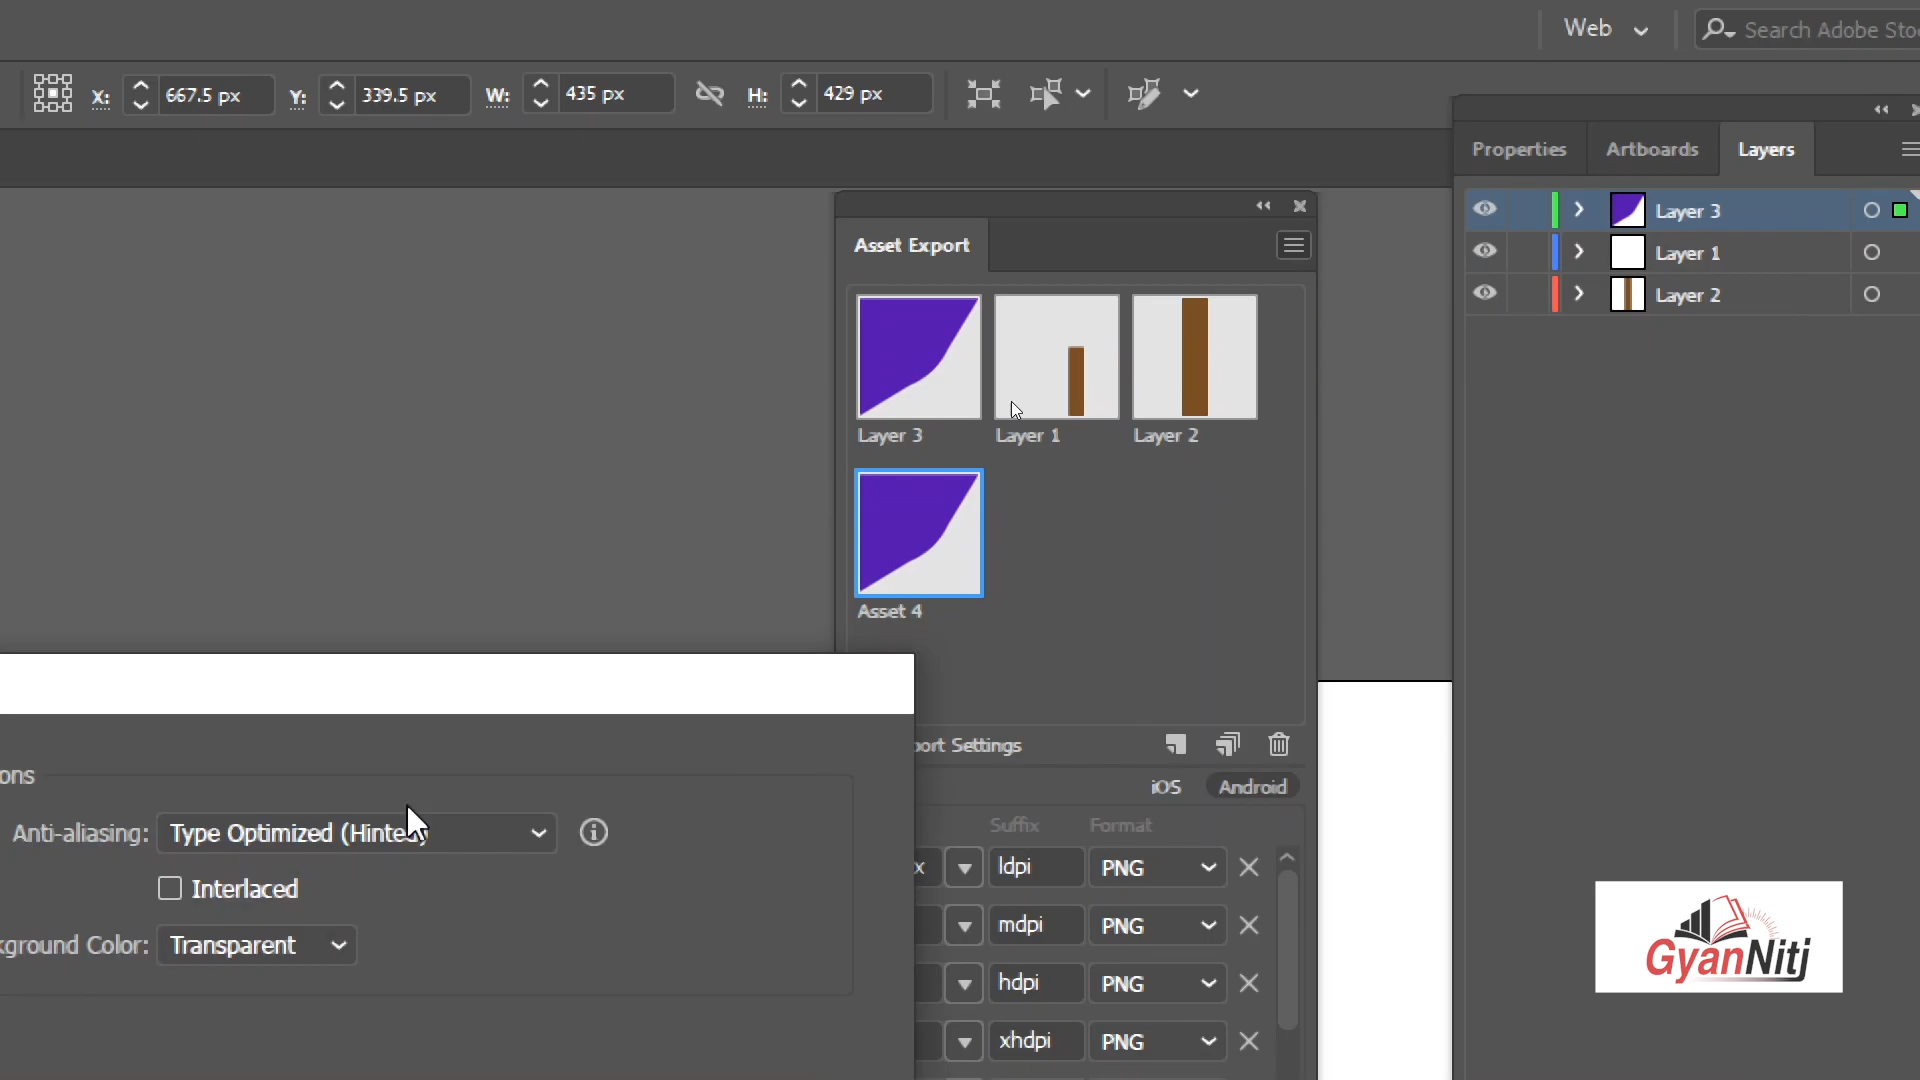 Web
Search Adobe Sto
X: 667.5 px Y: 339.5 px W: 435 px H: 429 px
Properties Artboards Layers
Layer 3
Layer 1
Layer 2
Asset Export
Layer 3 Layer 1 Layer 2
Asset 4
ort Settings
iOS Android
Suffix Format
x ldpi PNG
mdpi PNG
hdpi PNG
xhdpi PNG
ons
Anti-aliasing: Type Optimized (Hinted)
Interlaced
kground Color: Transparent
GyanNitj